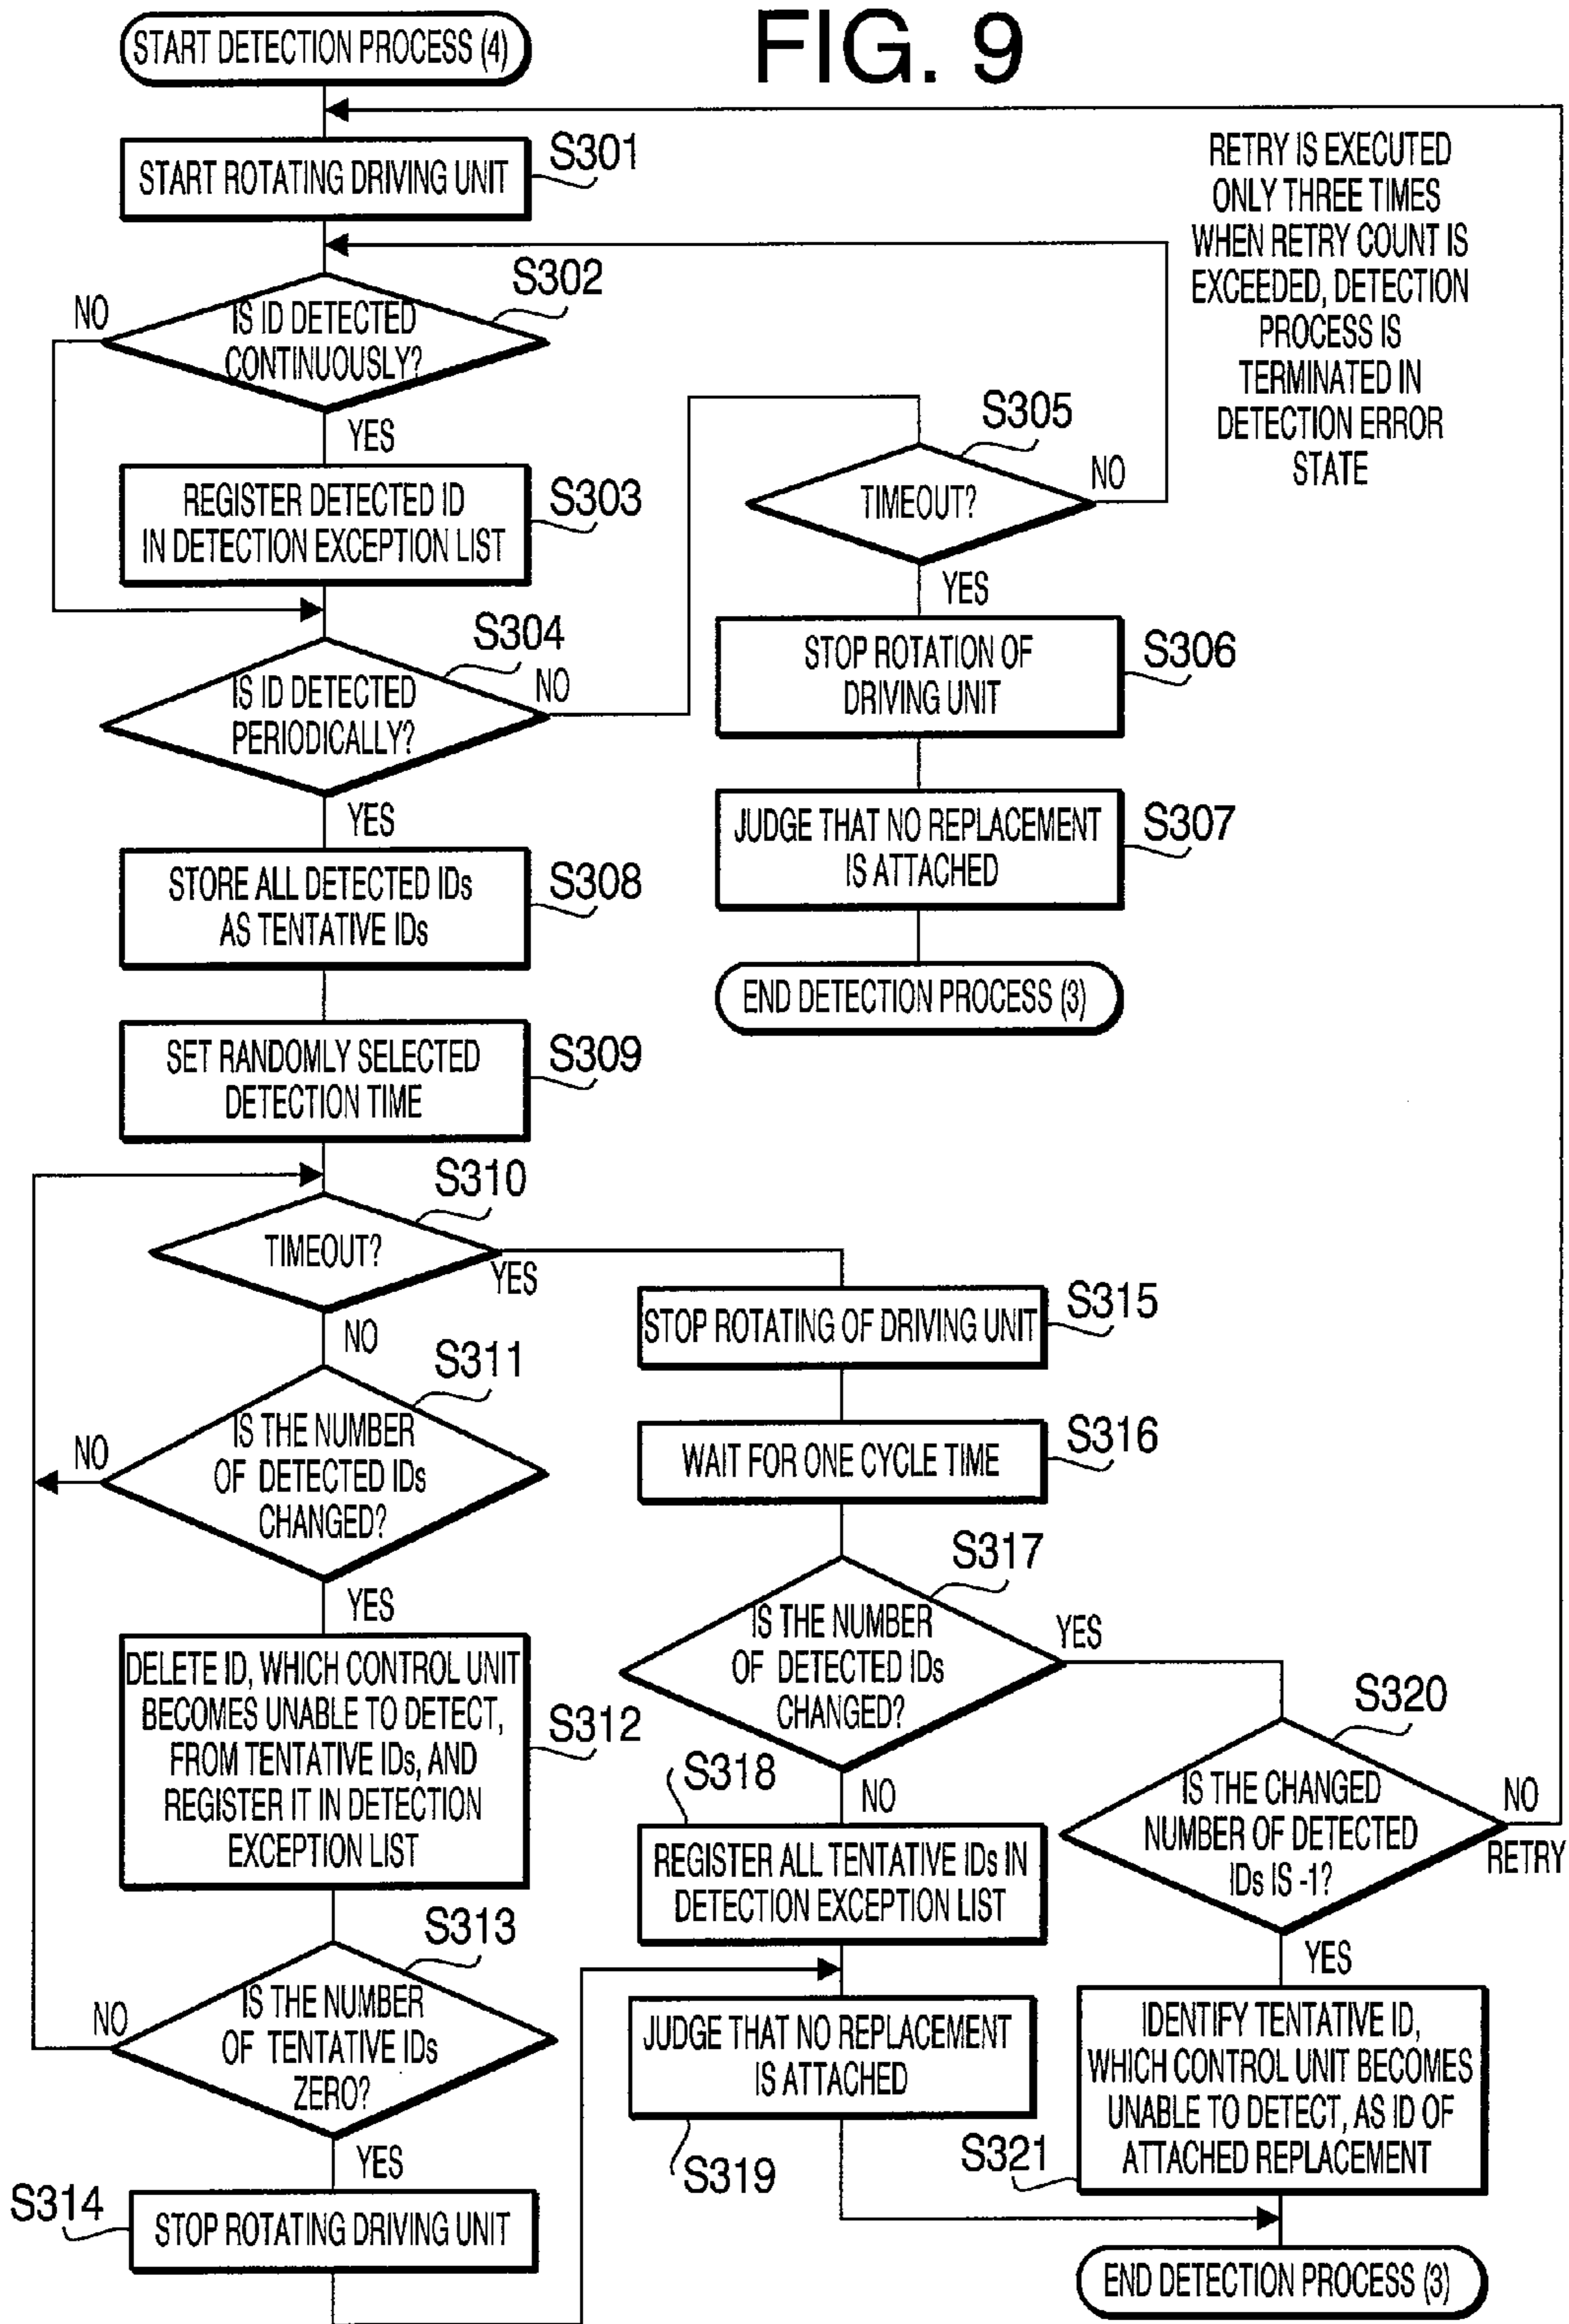 FIG. 9
START DETECTION PROCESS (4)
START ROTATING DRIVING UNIT
S301
RETRY IS EXECUTED
ONLY THREE TIMES
WHEN RETRY COUNT IS
EXCEEDED, DETECTION
PROCESS IS
TERMINATED IN
DETECTION ERROR
STATE
S302
NO
IS ID DETECTED
CONTINUOUSLY?
YES
REGISTER DETECTED ID
IN DETECTION EXCEPTION LIST
S303
S304
IS ID DETECTED
PERIODICALLY?
NO
YES
S305
TIMEOUT?
NO
YES
STOP ROTATION OF
DRIVING UNIT
S306
JUDGE THAT NO REPLACEMENT
IS ATTACHED
S307
END DETECTION PROCESS (3)
STORE ALL DETECTED IDs
AS TENTATIVE IDs
S308
SET RANDOMLY SELECTED
DETECTION TIME
S309
S310
TIMEOUT?
YES
NO
S311
IS THE NUMBER
OF DETECTED IDs
CHANGED?
NO
YES
DELETE ID, WHICH CONTROL UNIT
BECOMES UNABLE TO DETECT,
FROM TENTATIVE IDs, AND
REGISTER IT IN DETECTION
EXCEPTION LIST
S312
S313
IS THE NUMBER
OF TENTATIVE IDs
ZERO?
NO
YES
S314
STOP ROTATING DRIVING UNIT
STOP ROTATING OF DRIVING UNIT
S315
WAIT FOR ONE CYCLE TIME
S316
S317
IS THE NUMBER
OF DETECTED IDs
CHANGED?
YES
NO
S318
REGISTER ALL TENTATIVE IDs IN
DETECTION EXCEPTION LIST
JUDGE THAT NO REPLACEMENT
IS ATTACHED
S319
S320
IS THE CHANGED
NUMBER OF DETECTED
IDs IS -1?
NO
RETRY
YES
IDENTIFY TENTATIVE ID,
WHICH CONTROL UNIT BECOMES
UNABLE TO DETECT, AS ID OF
ATTACHED REPLACEMENT
S321
END DETECTION PROCESS (3)